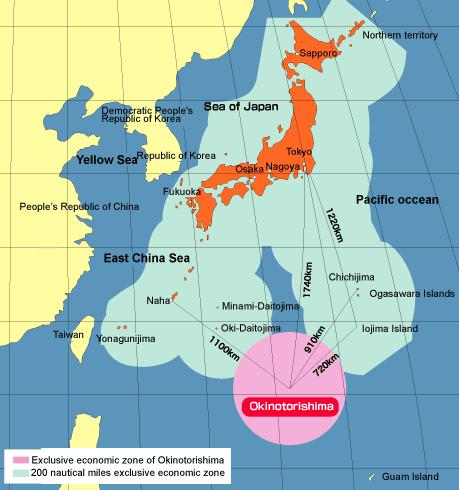 Northern territory
Sapporo
Sea of Japan
Democratic People's
Republic of Korea
Yellow Sea
Republic of Korea
Tokyo
Osaka
Nagoya
Fukuoka
People's Republic of China
Pacific occean
1220km
East China Sea
1740km
Chichijima
Ogasawara Islands
Naha
Minami-Daitojima
Oki-Daitojima
Iojima Island
Taiwan
Yonagunijima
1100km
910km
720km
Okinotorishima
Exclusive economic zone of Okinotorishima
200 nautical miles exclusive economic zone
Guam Island